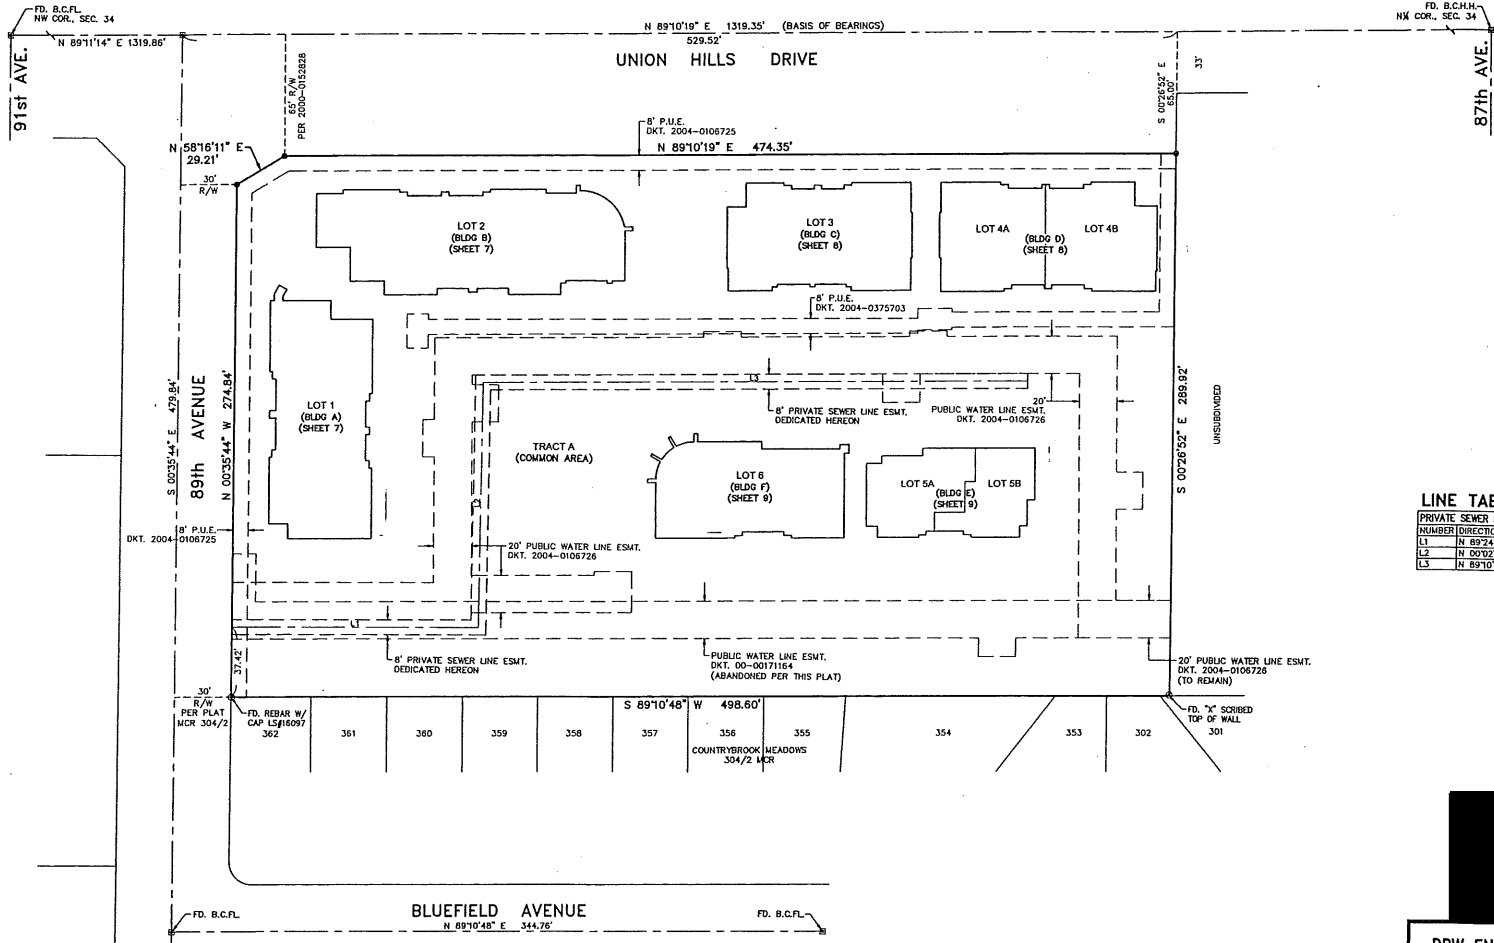 FD. B.C.FL.
NW COR., SEC. 34
N 89°11'14" E 1319.86'
91st AVE.
N 89°10'19" E 1319.35' (BASIS OF BEARINGS)
529.52'
UNION HILLS DRIVE
FD. B.C.H.H.
N¼ COR., SEC. 34
87th AVE.
65' R/W
PER 2000-0152828
S 00°26'52" E
65.00'
33'
N 58°16'11" E
29.21'
30'
R/W
8' P.U.E.
DKT. 2004-0106725
N 89°10'19" E 474.35'
LOT 2
(BLDG B)
(SHEET 7)
LOT 3
(BLDG C)
(SHEET 8)
LOT 4A
(BLDG D)
(SHEET 8)
LOT 4B
8' P.U.E.
DKT. 2004-0375703
S 00°35'44" E 479.84'
89th AVENUE
N 00°35'44" W 274.84'
LOT 1
(BLDG A)
(SHEET 7)
L3
8' PRIVATE SEWER LINE ESMT.
DEDICATED HEREON
20'
PUBLIC WATER LINE ESMT.
DKT. 2004-0106726
S 00°26'52" E 289.92'
UNSUBDIVIDED
TRACT A
(COMMON AREA)
LOT 6
(BLDG F)
(SHEET 9)
LOT 5A
(BLDG E)
(SHEET 9)
LOT 5B
L2
8' P.U.E.
DKT. 2004-0106725
20' PUBLIC WATER LINE ESMT.
DKT. 2004-0106726
LINE TAB
PRIVATE SEWER
NUMBER DIRECTIO
L1 N 89°24
L2 N 00°02
L3 N 89°10'
L1
37.42'
8' PRIVATE SEWER LINE ESMT.
DEDICATED HEREON
PUBLIC WATER LINE ESMT.
DKT. 00-00171164
(ABANDONED PER THIS PLAT)
20' PUBLIC WATER LINE ESMT.
DKT. 2004-0106726
(TO REMAIN)
30'
R/W
PER PLAT
MCR 304/2
FD. REBAR W/
CAP LS#16097
S 89°10'48" W 498.60'
FD. "X" SCRIBED
TOP OF WALL
362 361 360 359 358 357 356 355 354 353 302 301
COUNTRYBROOK MEADOWS
304/2 MCR
FD. B.C.FL.
BLUEFIELD AVENUE
N 89°10'48" E 344.76'
FD. B.C.FL.